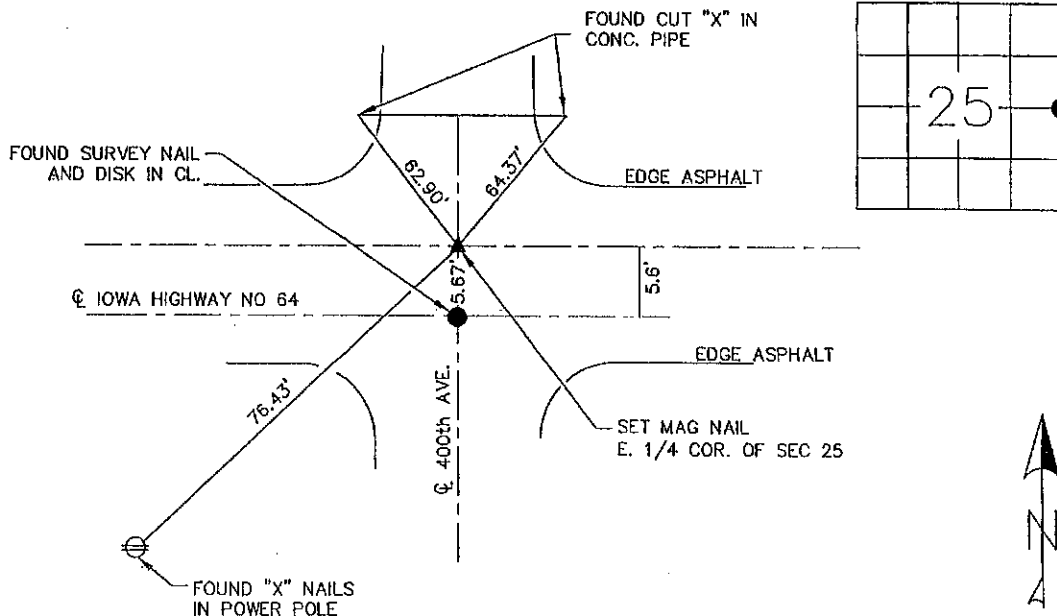 FOUND CUT "X" IN
CONC. PIPE
25
FOUND SURVEY NAIL
AND DISK IN CL.
62.90'
64.37'
EDGE ASPHALT
5.67'
5.6'
℄ IOWA HIGHWAY NO 64
EDGE ASPHALT
76.43'
℄ 400th AVE.
SET MAG NAIL
E. 1/4 COR. OF SEC 25
N
FOUND "X" NAILS
IN POWER POLE